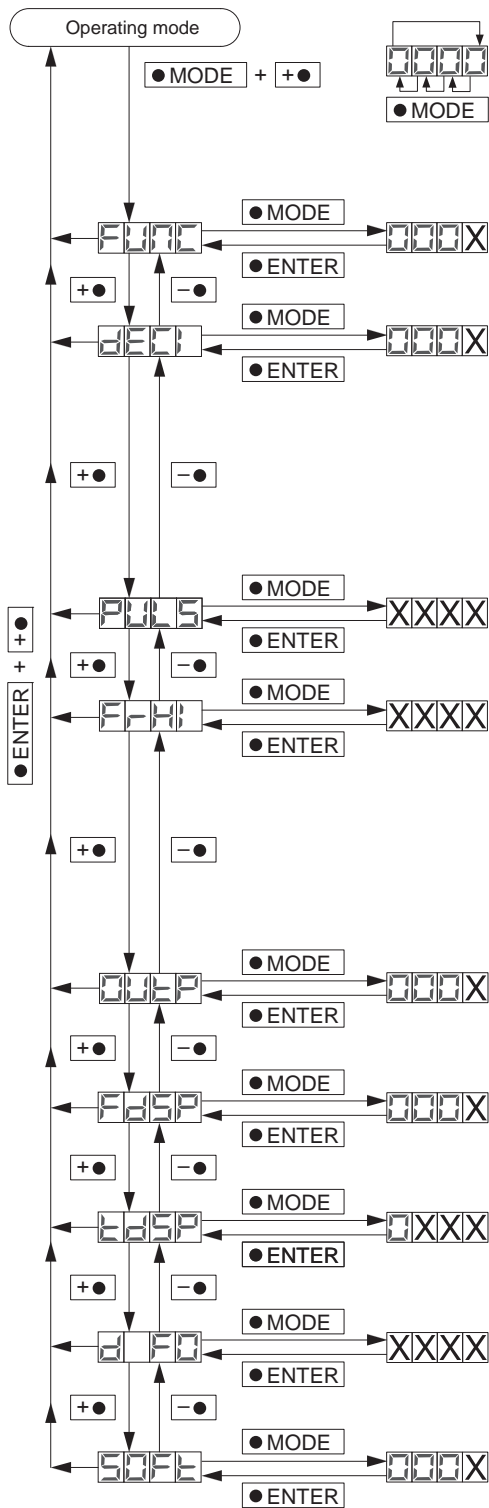 Operating mode
● MODE + +●
0000
● MODE
● MODE
FUNC 000X
● ENTER
+● −●
● MODE
dECI 000X
● ENTER
+● −●
● MODE
PULS XXXX
● ENTER
● ENTER + +●
+● −●
● MODE
FrHI XXXX
● ENTER
+● −●
● MODE
OUtP 000X
● ENTER
+● −●
● MODE
FdSP 000X
● ENTER
+● −●
● MODE
tdSP 0XXX
● ENTER
+● −●
● MODE
d FO XXXX
● ENTER
+● −●
● MODE
SOFt 000X
● ENTER